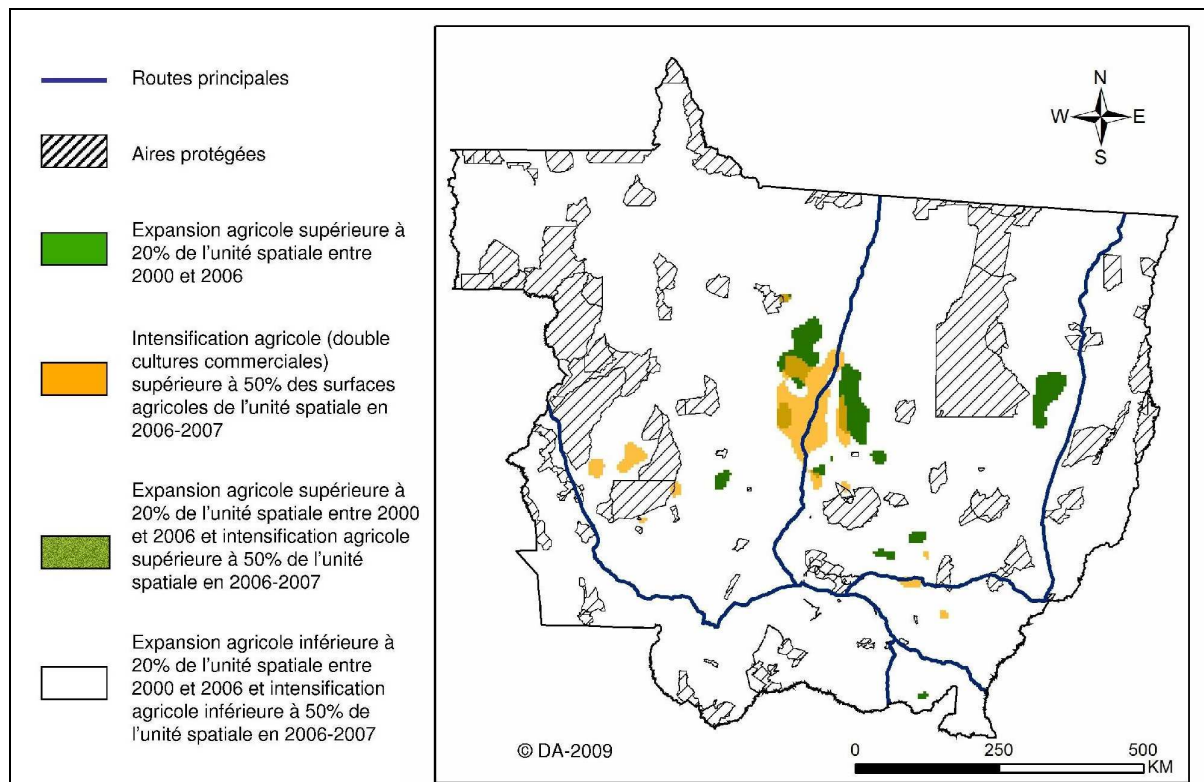 Routes principales
Aires protégées
Expansion agricole supérieure à
20% de l'unité spatiale entre
2000 et 2006
Intensification agricole (double
cultures commerciales)
supérieure à 50% des surfaces
agricoles de l'unité spatiale en
2006-2007
Expansion agricole supérieure à
20% de l'unité spatiale entre 2000
et 2006 et intensification agricole
supérieure à 50% de l'unité
spatiale en 2006-2007
Expansion agricole inférieure à
20% de l'unité spatiale entre
2000 et 2006 et intensification
agricole inférieure à 50% de
l'unité spatiale en 2006-2007
N
W E
S
© DA-2009
0 250 500
KM